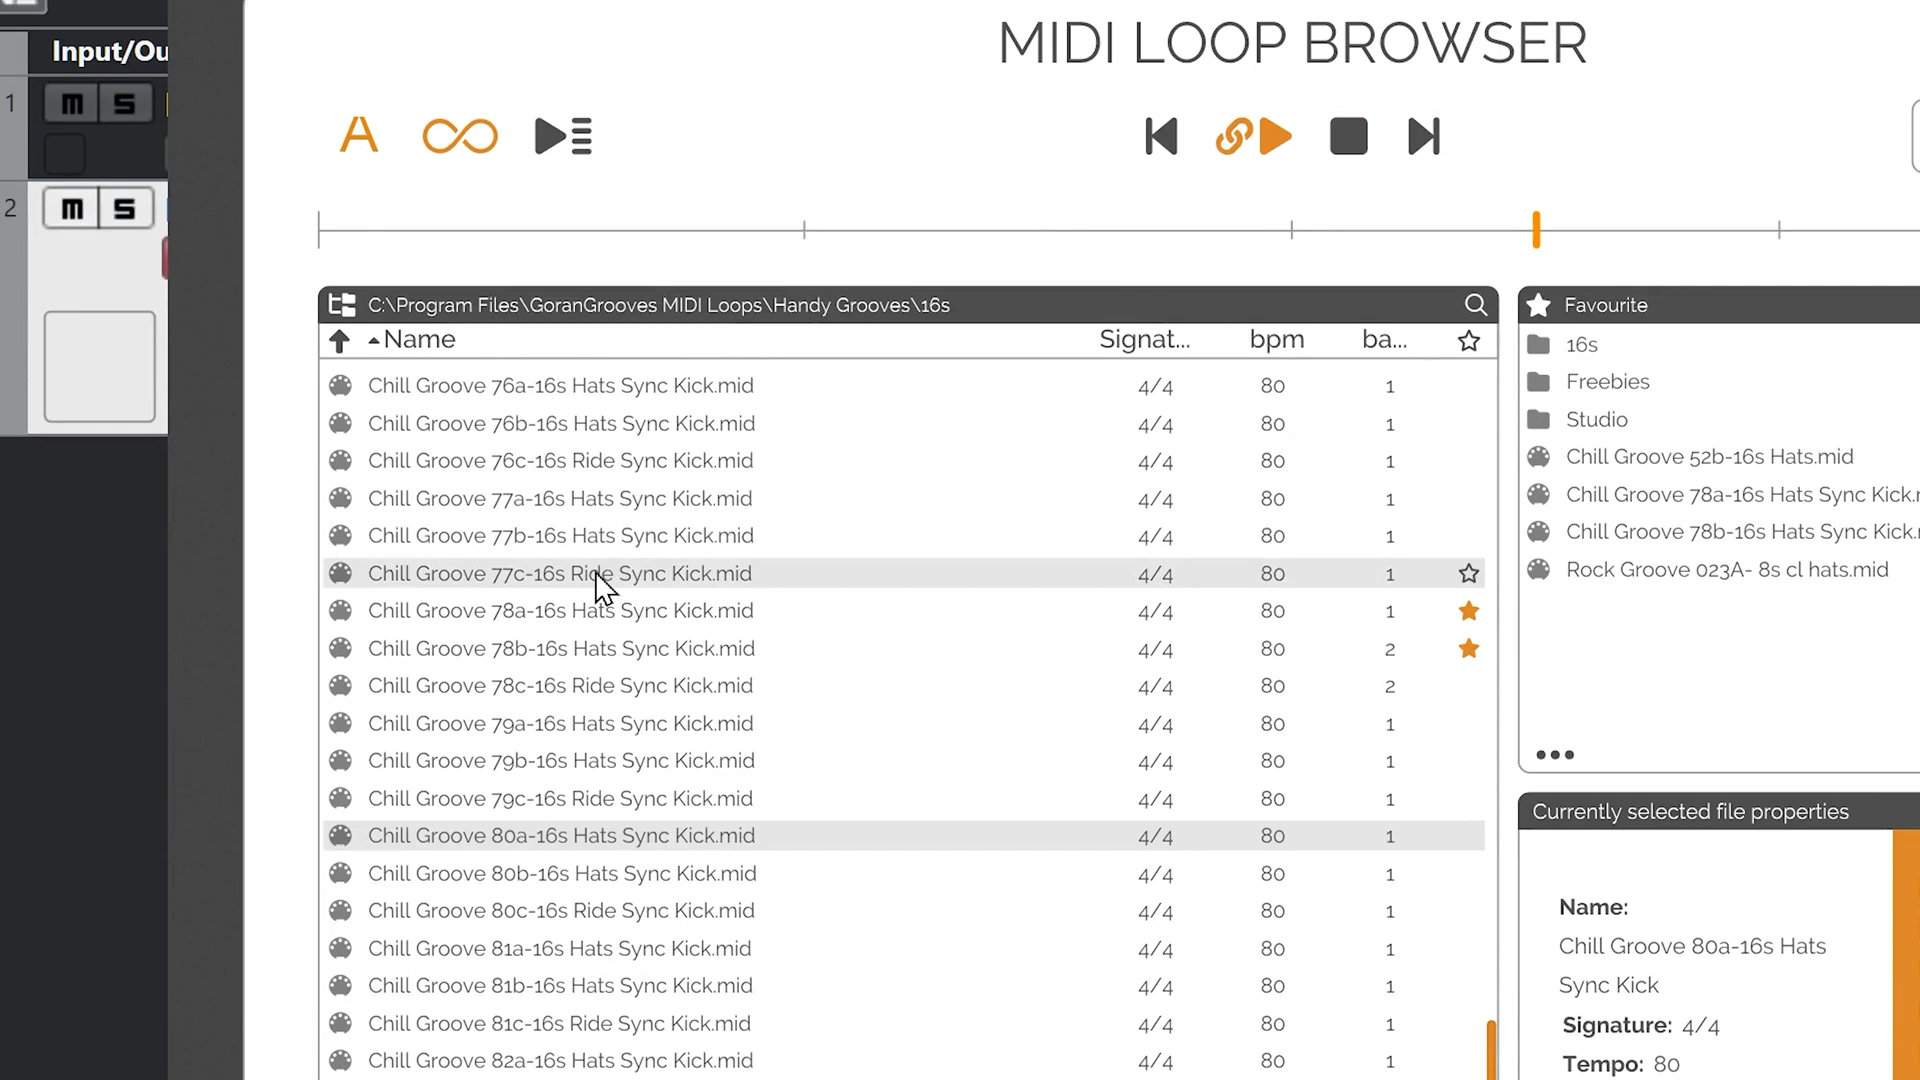 MIDI LOOP BROWSER
Input/Ou
1
M S
2
M S
A
C:\Program Files\GoranGrooves MIDI Loops\Handy Grooves\16s
Name Signat... bpm ba...
Chill Groove 76a-16s Hats Sync Kick.mid 4/4 80 1
Chill Groove 76b-16s Hats Sync Kick.mid 4/4 80 1
Chill Groove 76c-16s Ride Sync Kick.mid 4/4 80 1
Chill Groove 77a-16s Hats Sync Kick.mid 4/4 80 1
Chill Groove 77b-16s Hats Sync Kick.mid 4/4 80 1
Chill Groove 77c-16s Ride Sync Kick.mid 4/4 80 1
Chill Groove 78a-16s Hats Sync Kick.mid 4/4 80 1
Chill Groove 78b-16s Hats Sync Kick.mid 4/4 80 2
Chill Groove 78c-16s Ride Sync Kick.mid 4/4 80 2
Chill Groove 79a-16s Hats Sync Kick.mid 4/4 80 1
Chill Groove 79b-16s Hats Sync Kick.mid 4/4 80 1
Chill Groove 79c-16s Ride Sync Kick.mid 4/4 80 1
Chill Groove 80a-16s Hats Sync Kick.mid 4/4 80 1
Chill Groove 80b-16s Hats Sync Kick.mid 4/4 80 1
Chill Groove 80c-16s Ride Sync Kick.mid 4/4 80 1
Chill Groove 81a-16s Hats Sync Kick.mid 4/4 80 1
Chill Groove 81b-16s Hats Sync Kick.mid 4/4 80 1
Chill Groove 81c-16s Ride Sync Kick.mid 4/4 80 1
Chill Groove 82a-16s Hats Sync Kick.mid 4/4 80 1
Favourite
16s
Freebies
Studio
Chill Groove 52b-16s Hats.mid
Chill Groove 78a-16s Hats Sync Kick.
Chill Groove 78b-16s Hats Sync Kick.
Rock Groove 023A- 8s cl hats.mid
Currently selected file properties
Name:
Chill Groove 80a-16s Hats
Sync Kick
Signature: 4/4
Tempo: 80